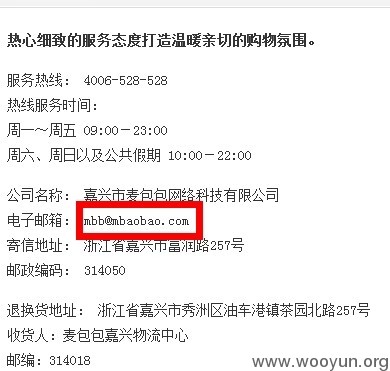 热心细致的服务态度打造温暖亲切的购物氛围。
服务热线： 4006-528-528
热线服务时间：
周一～周五 09:00－23:00
周六、周日以及公共假期 10:00－22:00
公司名称： 嘉兴市麦包包网络科技有限公司
电子邮箱： mbb@mbaobao.com
寄信地址： 浙江省嘉兴市富润路257号
邮政编码： 314050
退换货地址： 浙江省嘉兴市秀洲区油车港镇茶园北路257号
收货人：麦包包嘉兴物流中心
邮编：314018
www.wooyun.org